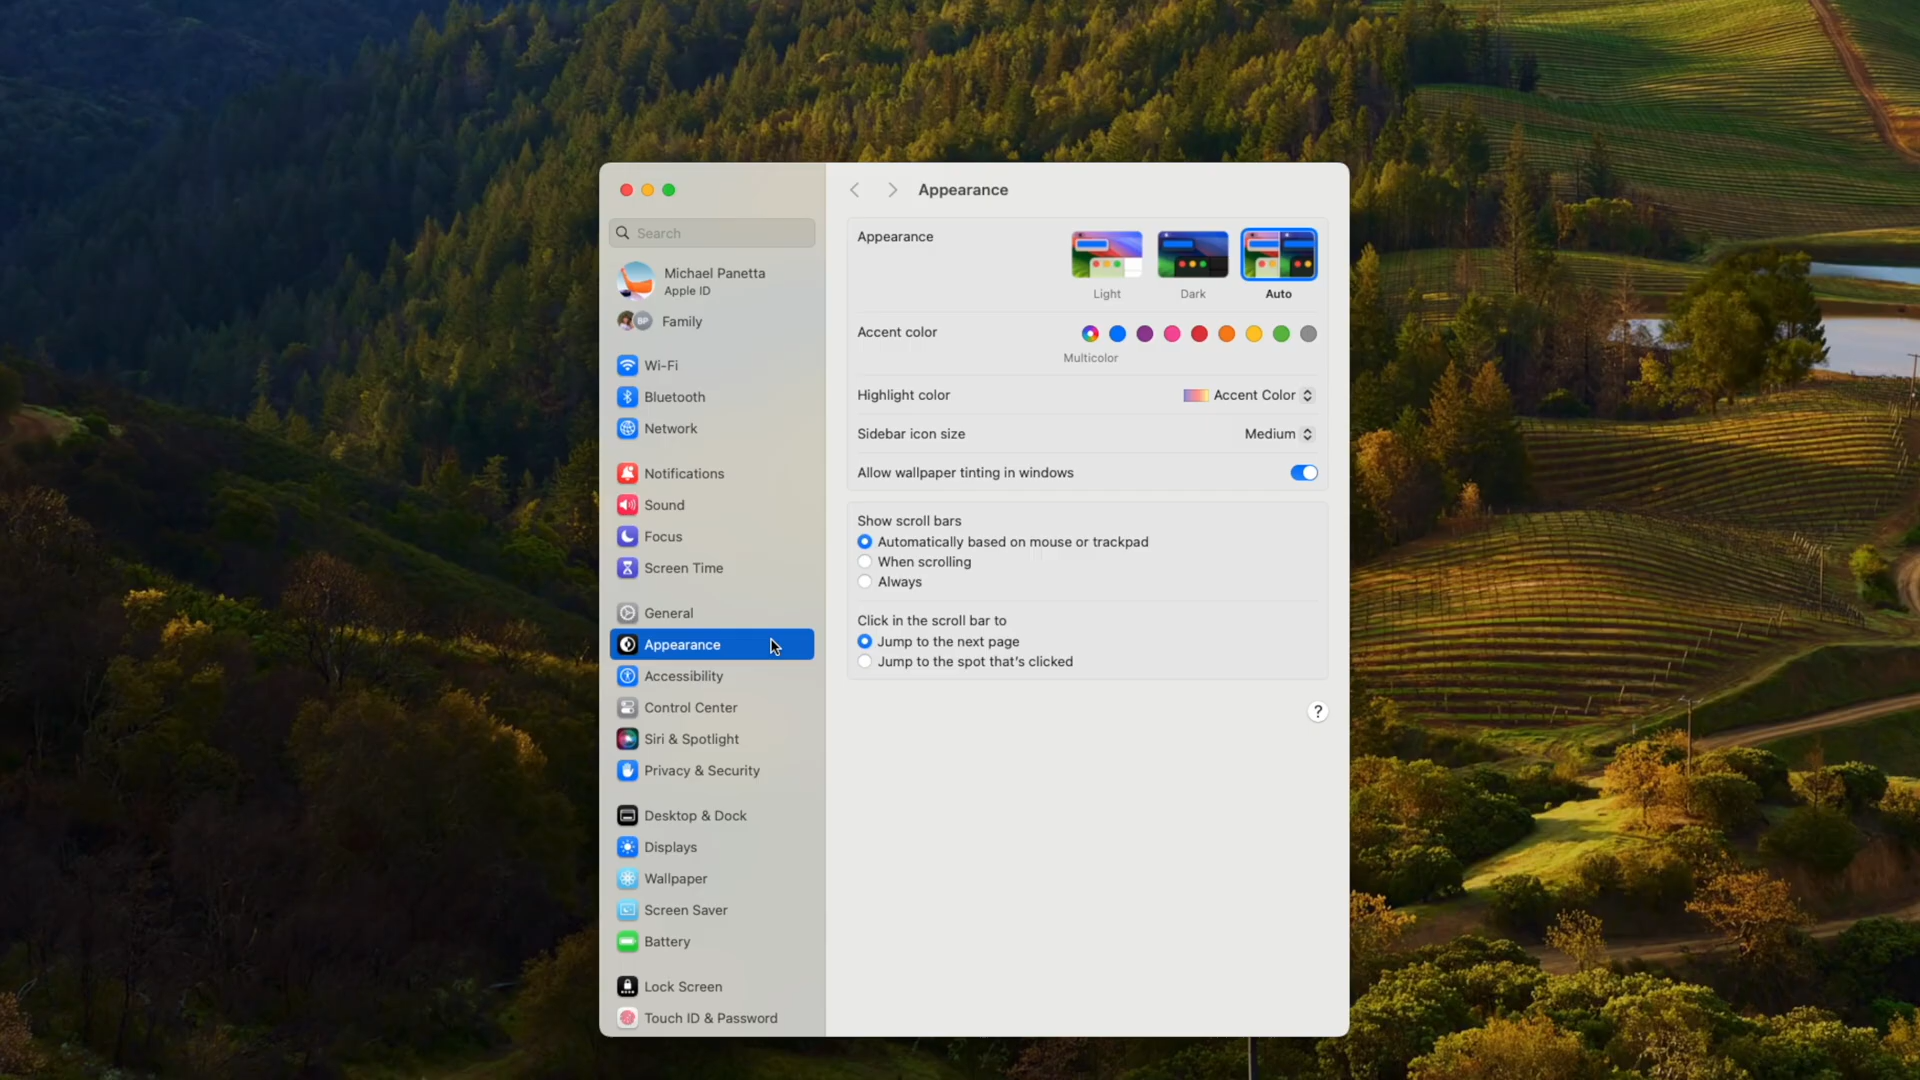 Search
Michael Panetta
Apple ID
BP
Family
Wi-Fi
Bluetooth
Network
Notifications
Sound
Focus
Screen Time
General
Appearance
Accessibility
Control Center
Siri & Spotlight
Privacy & Security
Desktop & Dock
Displays
Wallpaper
Screen Saver
Battery
Lock Screen
Touch ID & Password
Appearance
Appearance
Light Dark Auto
Accent color
Multicolor
Highlight color Accent Color
Sidebar icon size Medium
Allow wallpaper tinting in windows
Show scroll bars
Automatically based on mouse or trackpad
When scrolling
Always
Click in the scroll bar to
Jump to the next page
Jump to the spot that's clicked
?